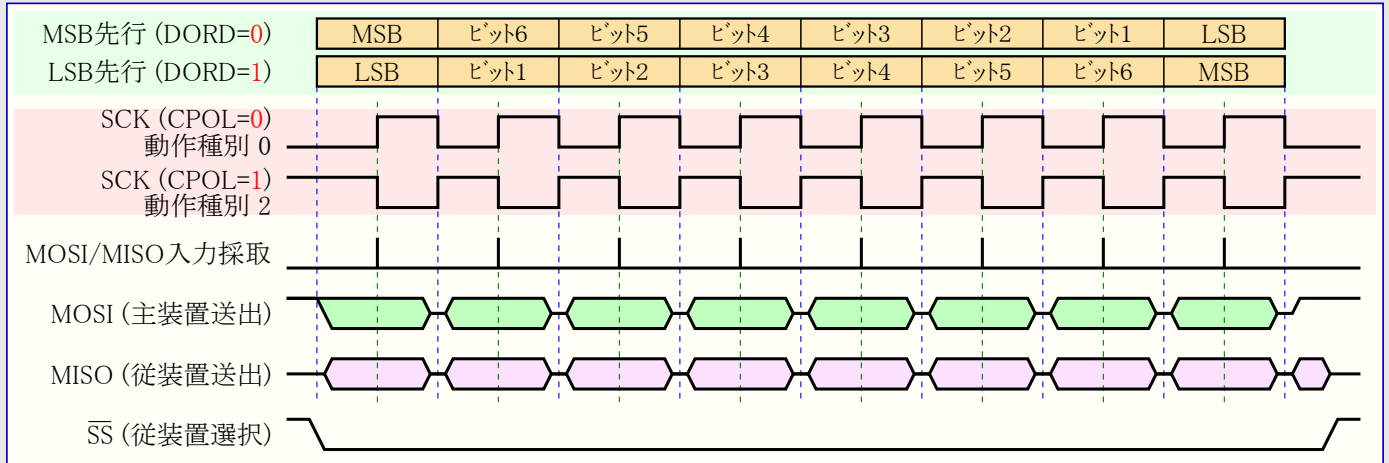 MSB先行 (DORD=0) MSB ビット6 ビット5 ビット4 ビット3 ビット2 ビット1 LSB
LSB先行 (DORD=1) LSB ビット1 ビット2 ビット3 ビット4 ビット5 ビット6 MSB
SCK (CPOL=0)
動作種別 0
SCK (CPOL=1)
動作種別 2
MOSI/MISO入力採取
MOSI (主装置送出)
MISO (従装置送出)
S̅S̅ (従装置選択)